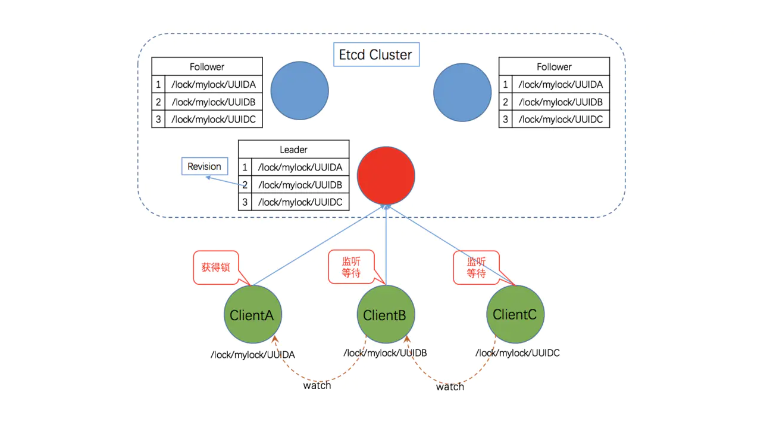 Etcd Cluster
Follower
1 /lock/mylock/UUIDA
2 /lock/mylock/UUIDB
3 /lock/mylock/UUIDC
Follower
1 /lock/mylock/UUIDA
2 /lock/mylock/UUIDB
3 /lock/mylock/UUIDC
Leader
1 /lock/mylock/UUIDA
2 /lock/mylock/UUIDB
3 /lock/mylock/UUIDC
Revision
获得锁
监听
等待
监听
等待
ClientA
ClientB
ClientC
/lock/mylock/UUIDA
/lock/mylock/UUIDB
/lock/mylock/UUIDC
watch
watch